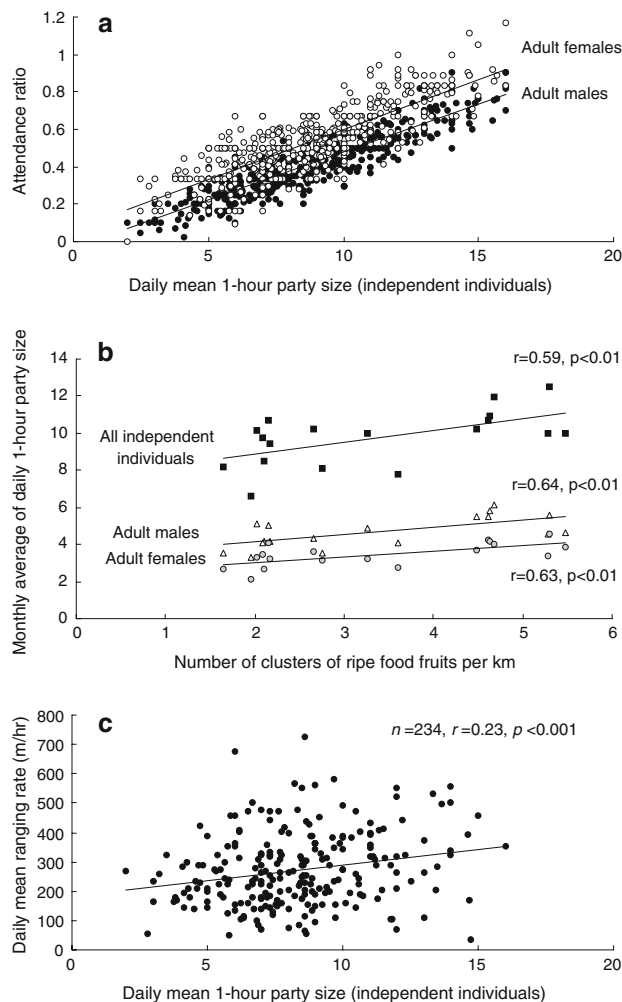 a
1.2
1
0.8
0.6
0.4
0.2
0
Attendance ratio
Adult females
Adult males
0 5 10 15 20
Daily mean 1-hour party size (independent individuals)
b
14
12
10
8
6
4
2
0
Monthly average of daily 1-hour party size
r=0.59, p<0.01
All independent
individuals
r=0.64, p<0.01
Adult males
Adult females
r=0.63, p<0.01
0 1 2 3 4 5 6
Number of clusters of ripe food fruits per km
c
800
700
600
500
400
300
200
100
0
Daily mean ranging rate (m/hr)
n =234, r=0.23, p <0.001
0 5 10 15 20
Daily mean 1-hour party size (independent individuals)